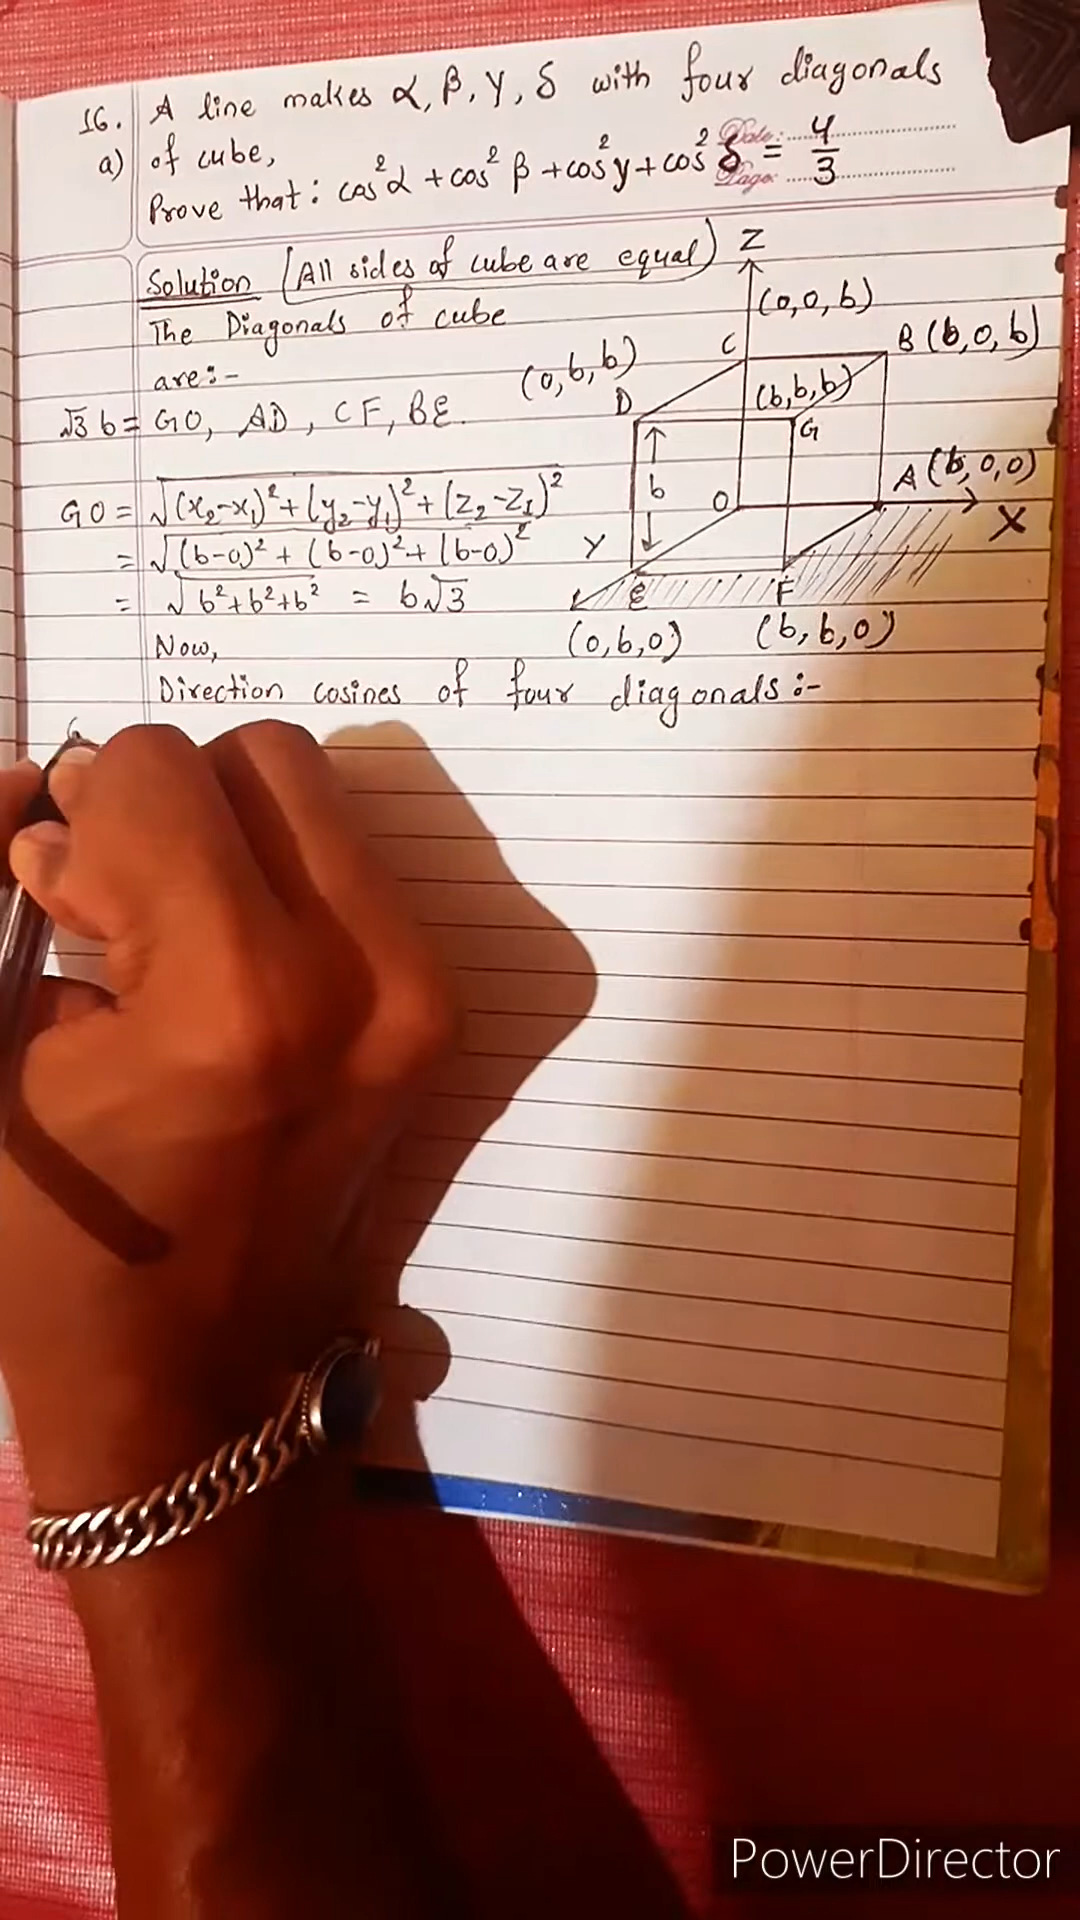 16. A line makes α, β, γ, δ with four diagonals
a) of cube,
Date:
Page:
Prove that: cos²α + cos²β + cos²γ + cos²δ = 4/3
Solution (All sides of cube are equal)
The Diagonals of cube
are:-
√3 b = GO, AD, CF, BE.
GO = √(x₂-x₁)² + (y₂-y₁)² + (z₂-z₁)²
= √(b-0)² + (b-0)² + (b-0)²
= √b²+b²+b² = b√3
Now,
Direction cosines of four diagonals:-
G
Z
(0,0,b)
C
B (b,0,b)
(0,b,b)
D
(b,b,b)
G
b
O
A (b,0,0)
X
Y
E
F
(0,b,0)
(b,b,0)
PowerDirector